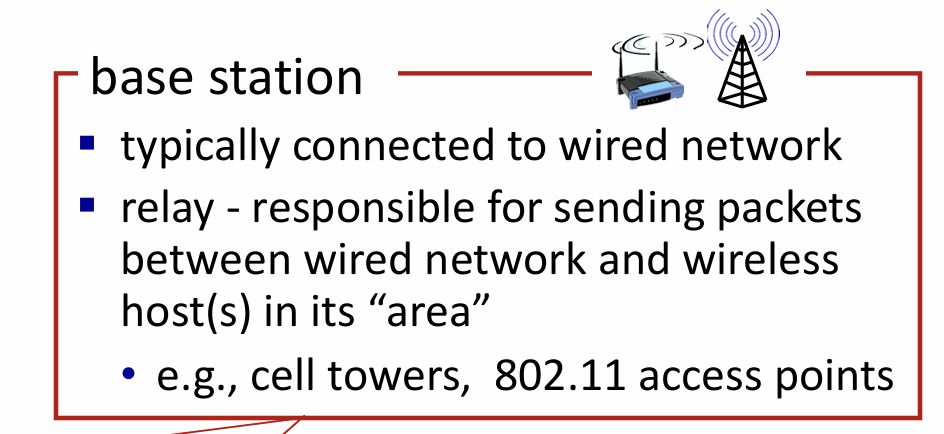 base station
▪ typically connected to wired network
▪ relay - responsible for sending packets
between wired network and wireless
host(s) in its “area”
• e.g., cell towers,  802.11 access points